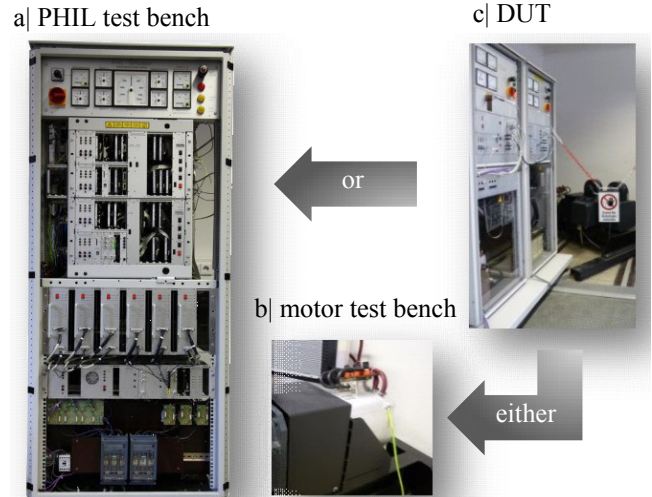 a| PHIL test bench
c| DUT
or
b| motor test bench
either